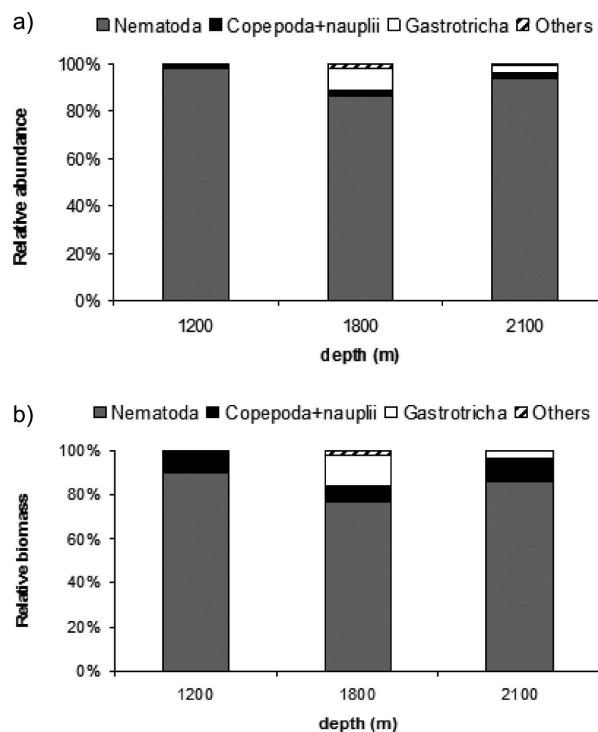 a)
Nematoda Copepoda+nauplii Gastrotricha Others
100%
80%
60%
40%
20%
0%
Relative abundance
1200 1800 2100
depth (m)
b)
Nematoda Copepoda+nauplii Gastrotricha Others
100%
80%
60%
40%
20%
0%
Relative biomass
1200 1800 2100
depth (m)